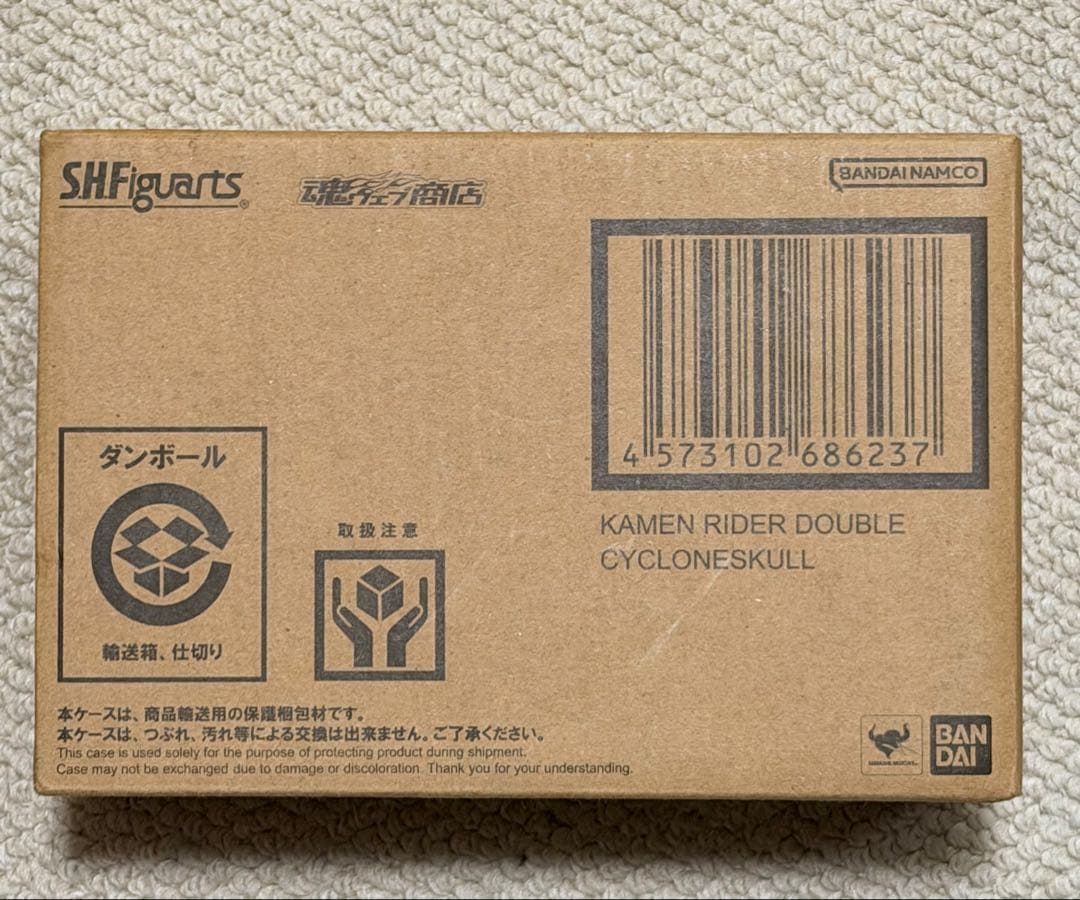 S.H.Figuarts®
魂ウェブ商店
BANDAI NAMCO
4 573102 686237
KAMEN RIDER DOUBLE
CYCLONESKULL
ダンボール
輸送箱、仕切り
取扱注意
本ケースは、商品輸送用の保護梱包材です。
本ケースは、つぶれ、汚れ等による交換は出来ません。ご了承ください。
This case is used solely for the purpose of protecting product during shipment.
Case may not be exchanged due to damage or discoloration. Thank you for your understanding.
BAN
DAI